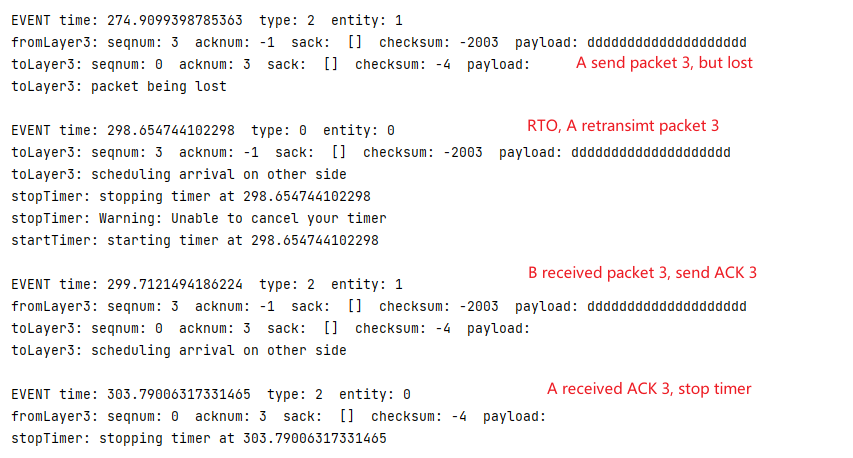 EVENT time: 274.9099398785363  type: 2  entity: 1
fromLayer3: seqnum: 3  acknum: -1  sack:  []  checksum: -2003  payload: dddddddddddddddddddd
toLayer3: seqnum: 0  acknum: 3  sack:  []  checksum: -4  payload:
A send packet 3, but lost
toLayer3: packet being lost
EVENT time: 298.654744102298  type: 0  entity: 0
RTO, A retransimt packet 3
toLayer3: seqnum: 3  acknum: -1  sack:  []  checksum: -2003  payload: dddddddddddddddddddd
toLayer3: scheduling arrival on other side
stopTimer: stopping timer at 298.654744102298
stopTimer: Warning: Unable to cancel your timer
startTimer: starting timer at 298.654744102298
B received packet 3, send ACK 3
EVENT time: 299.7121494186224  type: 2  entity: 1
fromLayer3: seqnum: 3  acknum: -1  sack:  []  checksum: -2003  payload: dddddddddddddddddddd
toLayer3: seqnum: 0  acknum: 3  sack:  []  checksum: -4  payload:
toLayer3: scheduling arrival on other side
EVENT time: 303.79006317331465  type: 2  entity: 0
A received ACK 3, stop timer
fromLayer3: seqnum: 0  acknum: 3  sack:  []  checksum: -4  payload:
stopTimer: stopping timer at 303.79006317331465